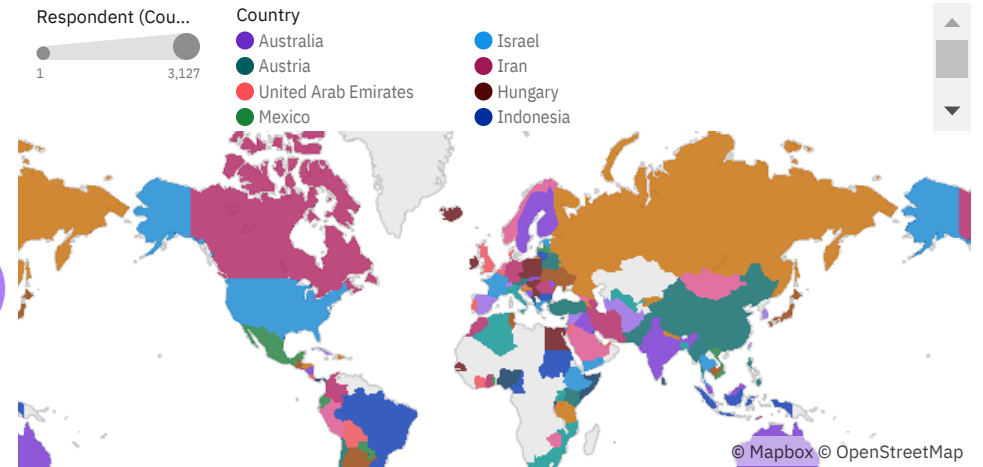 Respondent (Cou...
1
3,127
Country
Australia
Austria
United Arab Emirates
Mexico
Israel
Iran
Hungary
Indonesia
© Mapbox © OpenStreetMap